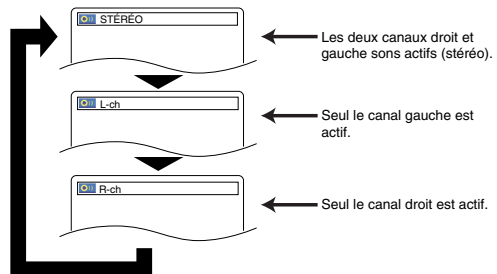 STÉRÉO
Les deux canaux droit et
gauche sons actifs (stéréo).
L-ch
Seul le canal gauche est
actif.
R-ch
Seul le canal droit est actif.